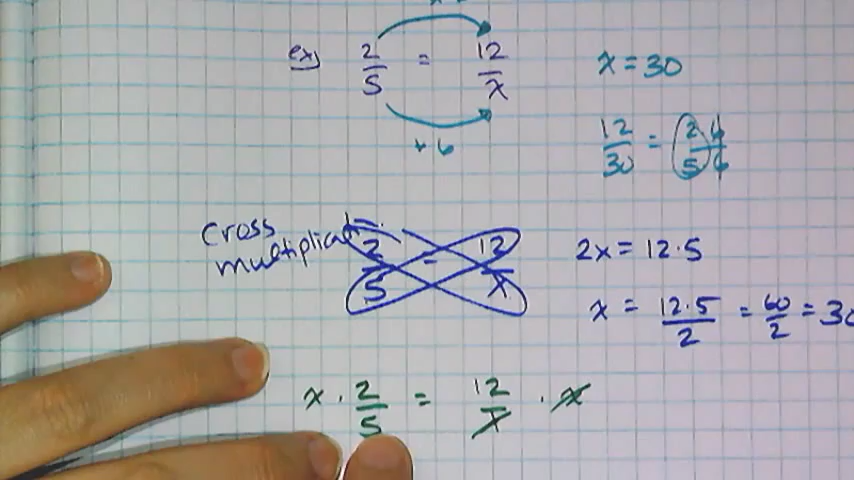 ex) 2/5 = 12/x
x = 30
+ 6
12/30 = 2·6/5·6
Cross
multiplicat
2/5 = 12/x
2x = 12·5
x = 12·5/2 = 60/2 = 30
x · 2/5 = 12/x · x